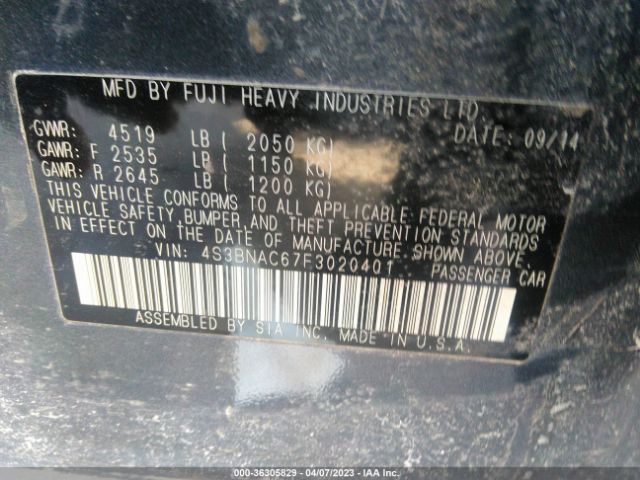 MFD BY FUJI HEAVY INDUSTRIES LTD.
DATE: 09/14
GVWR: 4519 LB ( 2050 KG)
GAWR: F 2535 LB ( 1150 KG)
GAWR: R 2645 LB ( 1200 KG)
THIS VEHICLE CONFORMS TO ALL APPLICABLE FEDERAL MOTOR
VEHICLE SAFETY, BUMPER, AND THEFT PREVENTION STANDARDS
IN EFFECT ON THE DATE OF MANUFACTURE SHOWN ABOVE.
VIN: 4S3BNAC67F3020401 PASSENGER CAR
ASSEMBLED BY SIA INC. MADE IN U.S.A.
000-36305829 - 04/07/2023 - IAA Inc.